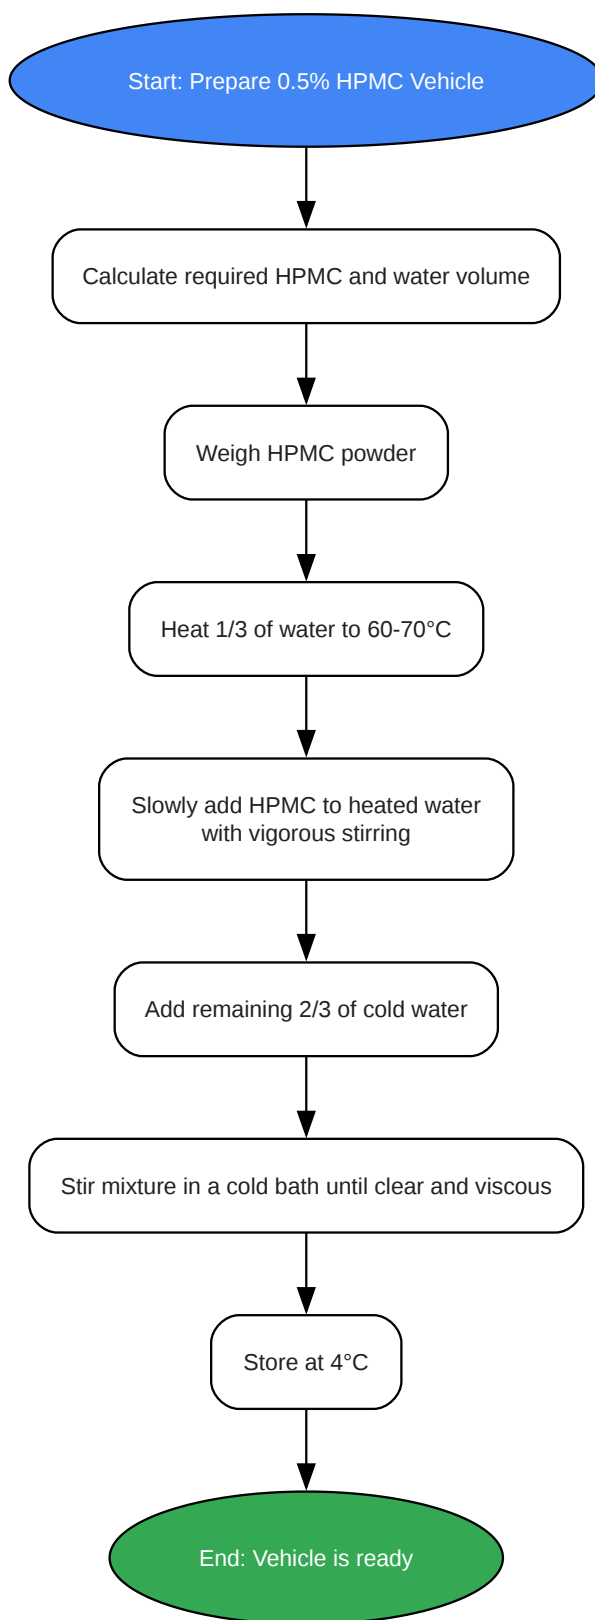 Start: Prepare 0.5% HPMC Vehicle
Calculate required HPMC and water volume
Weigh HPMC powder
Heat 1/3 of water to 60-70°C
Slowly add HPMC to heated water
with vigorous stirring
Add remaining 2/3 of cold water
Stir mixture in a cold bath until clear and viscous
Store at 4°C
End: Vehicle is ready